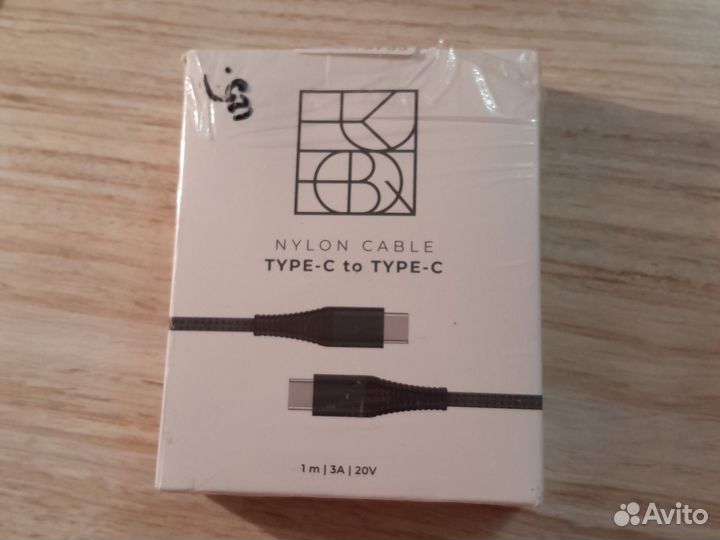 NYLON CABLE
TYPE-C to TYPE-C
1 m | 3A | 20V
Avito